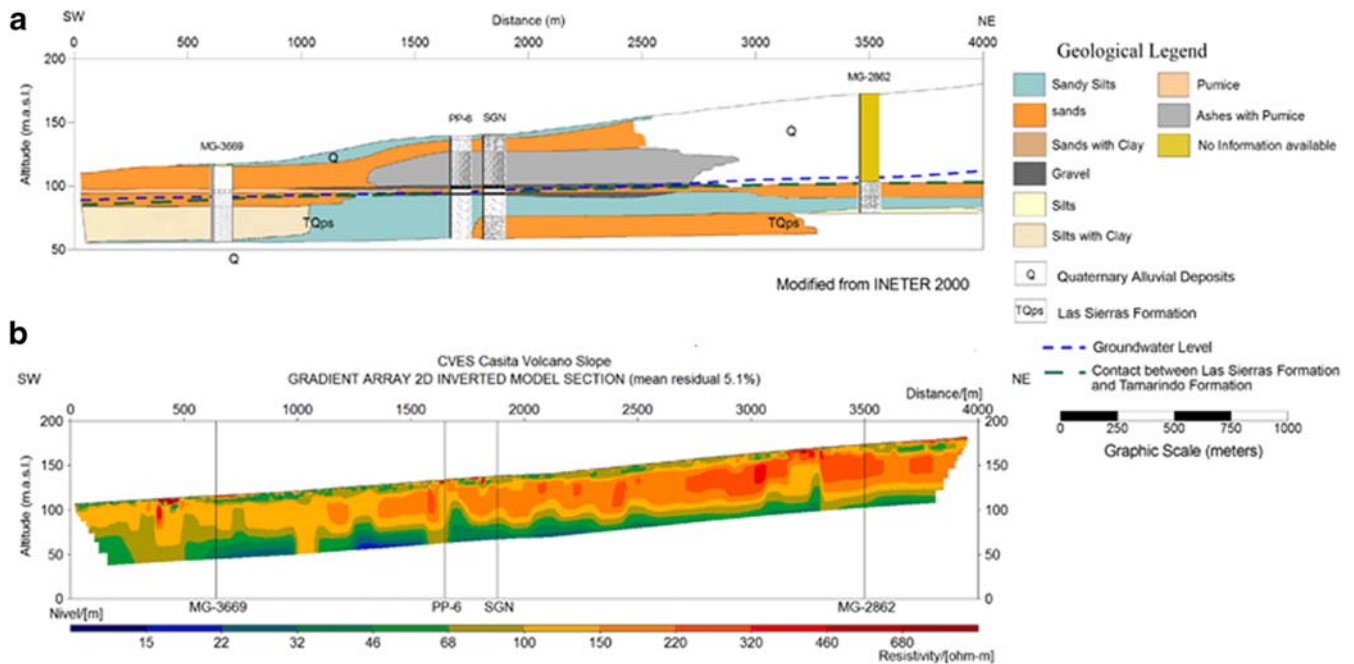 a
SW
Distance (m)
NE
0 500 1000 1500 2000 2500 3000 3500 4000
200
150
100
50
Altitude (m.a.s.l.)
MG-3669
PP-6
SGN
MG-2862
Q
Q
TQps
TQps
Q
Modified from INETER 2000
Geological Legend
Sandy Silts
Pumice
sands
Ashes with Pumice
Sands with Clay
No Information available
Gravel
Silts
Silts with Clay
Q Quaternary Alluvial Deposits
TQps Las Sierras Formation
Groundwater Level
Contact between Las Sierras Formation
and Tamarindo Formation
0 250 500 750 1000
Graphic Scale (meters)
b
CVES Casita Volcano Slope
GRADIENT ARRAY 2D INVERTED MODEL SECTION (mean residual 5.1%)
SW
NE
Distance/[m]
0 500 1000 1500 2000 2500 3000 3500 4000
200 200
150 150
100 100
50 50
0 0
Altitude (m.a.s.l.)
MG-3669 PP-6 SGN MG-2862
Nivel/[m]
15 22 32 46 68 100 150 220 320 460 680
Resistivity/[ohm-m]